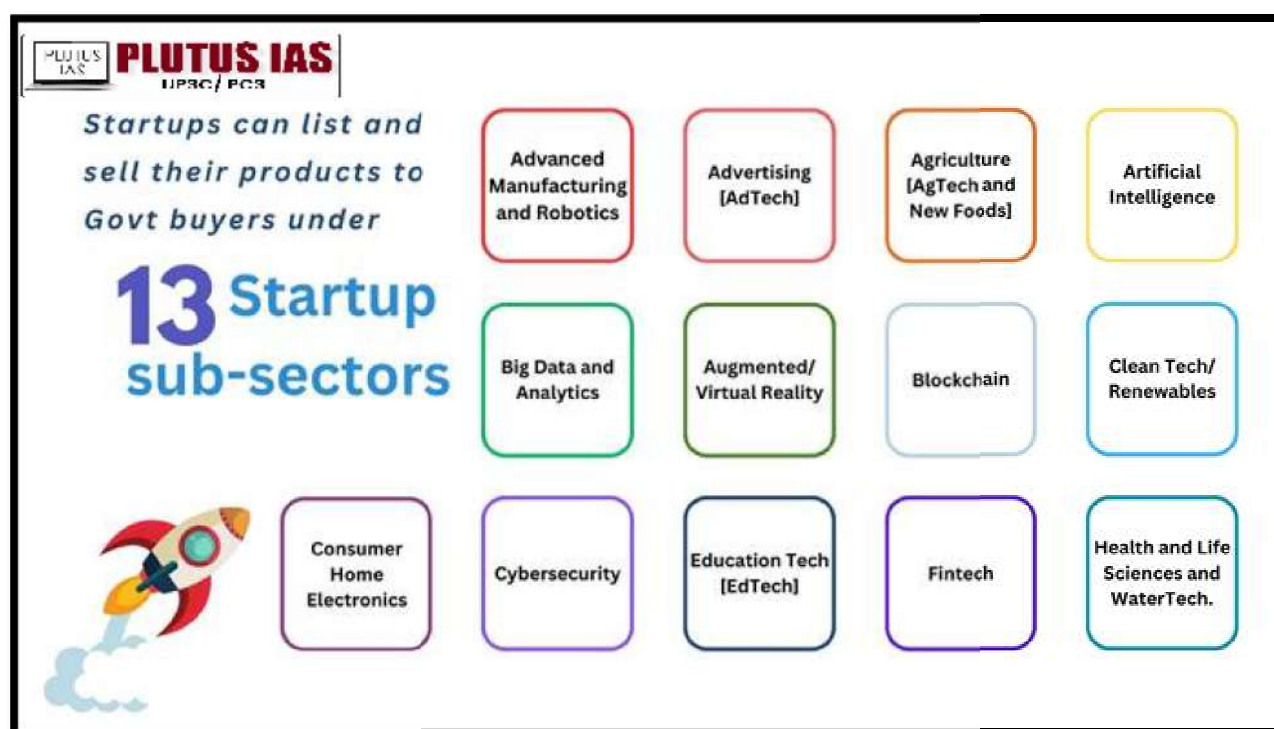 PLUTUS
IAS
PLUTUS IAS
UPSC/ PCS
Startups can list and
sell their products to
Govt buyers under
13 Startup
sub-sectors
Advanced
Manufacturing
and Robotics
Advertising
[AdTech]
Agriculture
[AgTech and
New Foods]
Artificial
Intelligence
Big Data and
Analytics
Augmented/
Virtual Reality
Blockchain
Clean Tech/
Renewables
Consumer
Home
Electronics
Cybersecurity
Education Tech
[EdTech]
Fintech
Health and Life
Sciences and
WaterTech.